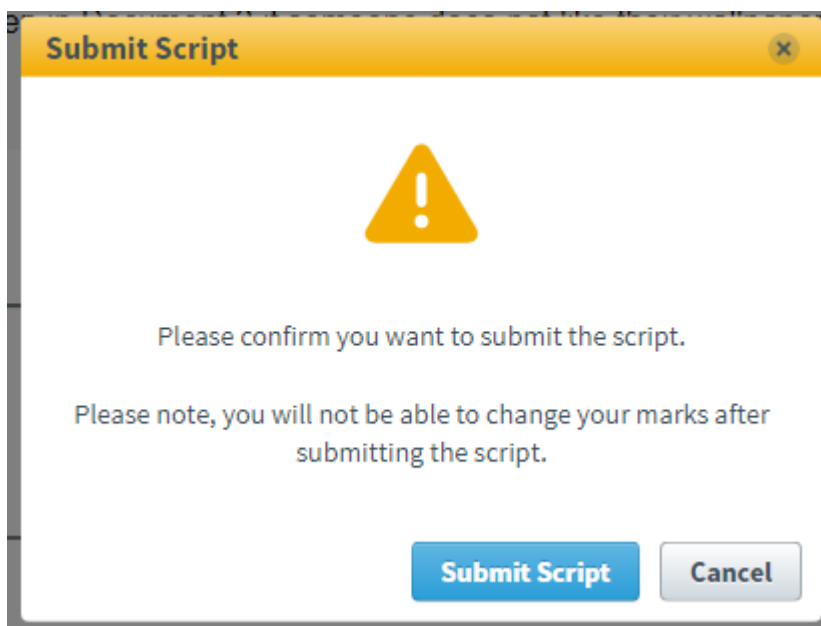 Submit Script
Please confirm you want to submit the script.
Please note, you will not be able to change your marks after
submitting the script.
Submit Script
Cancel